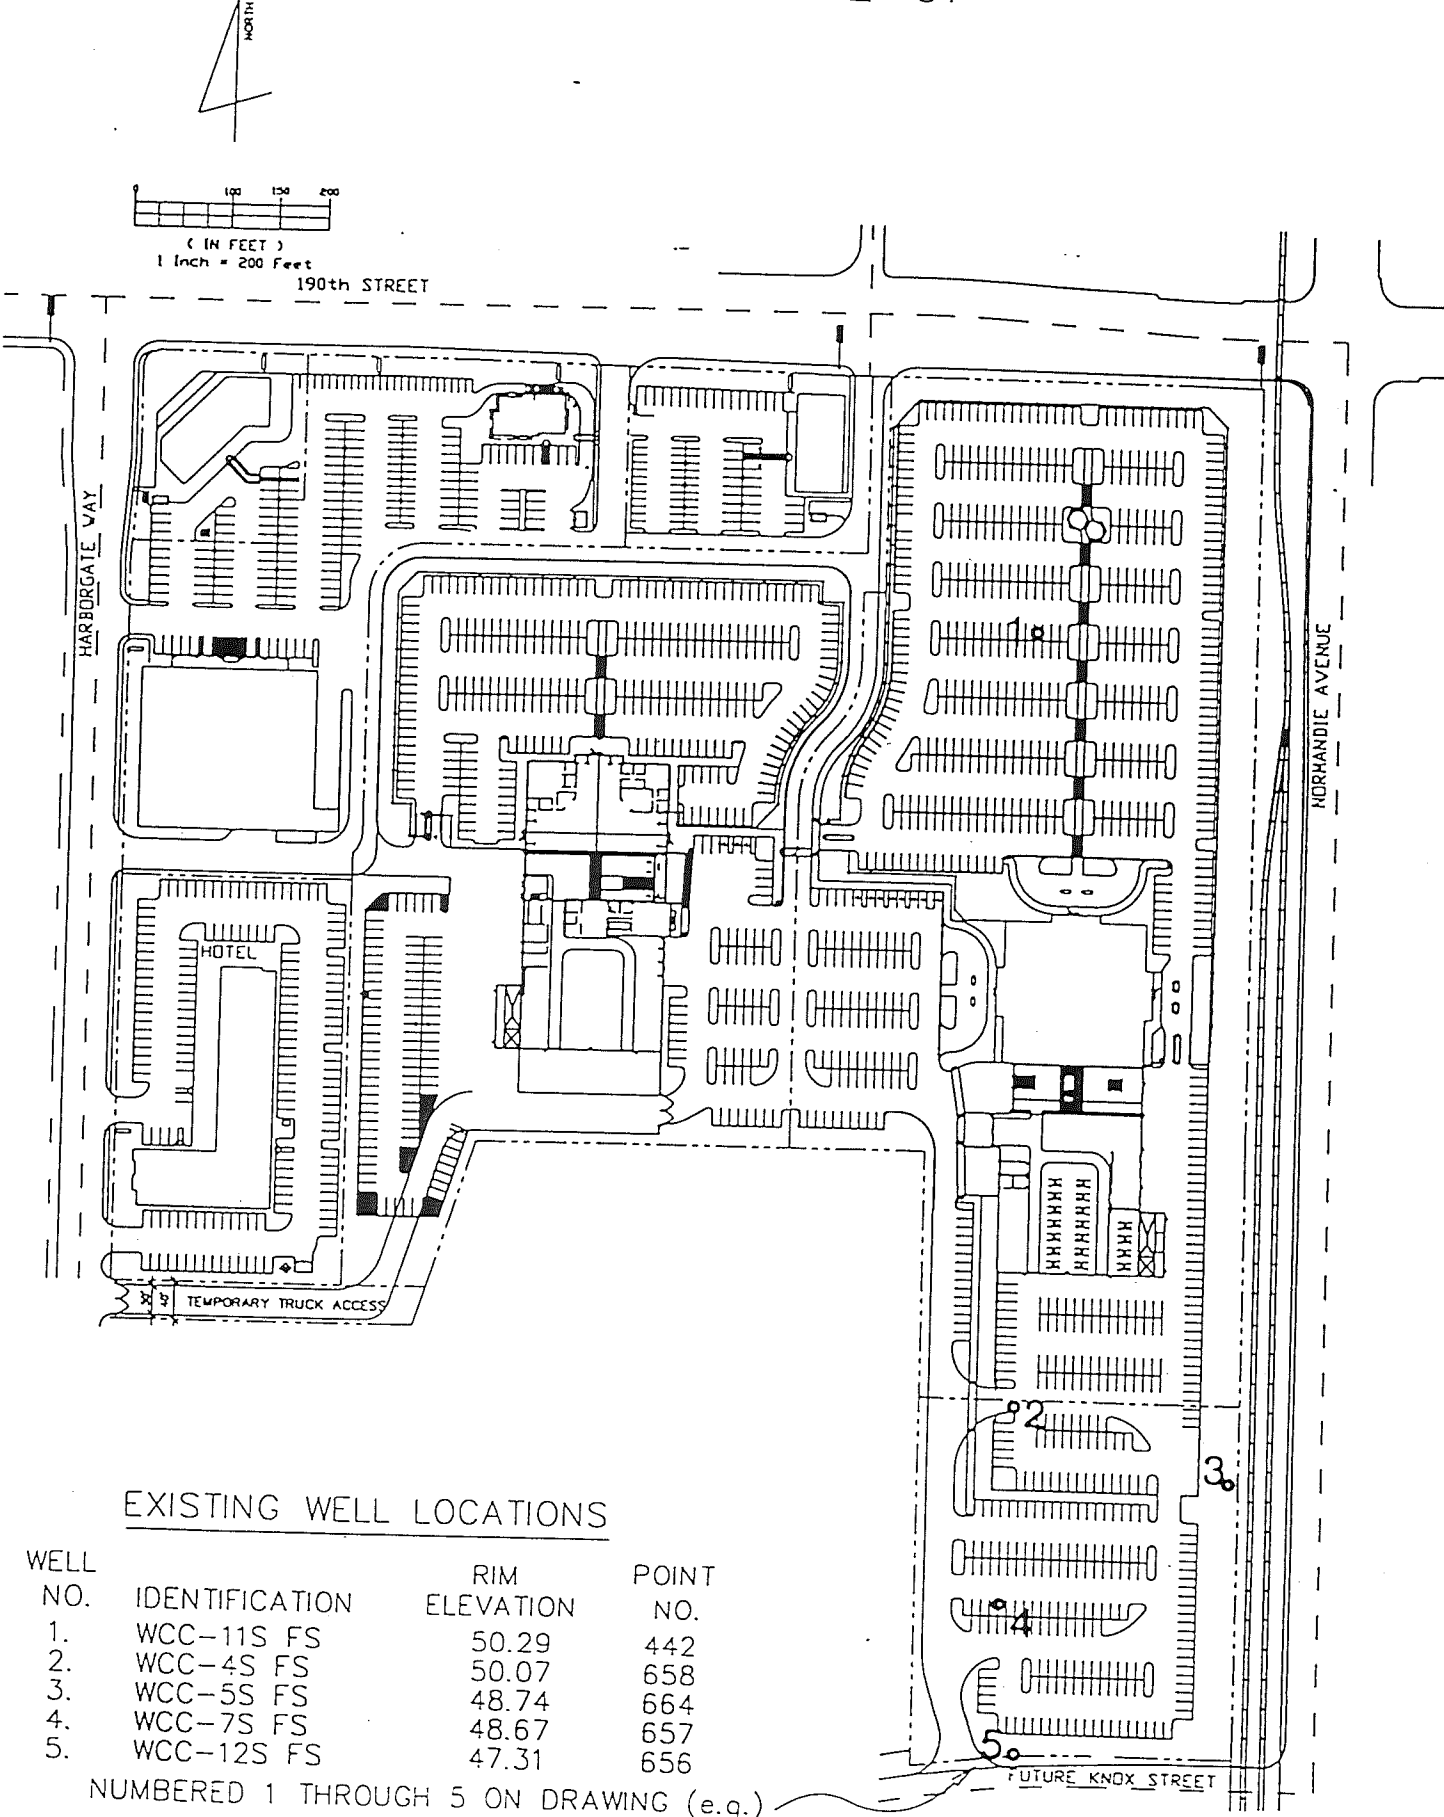 NORTH
0 100 150 200
( IN FEET )
1 Inch = 200 Feet
190th STREET
HARBORGATE WAY
NORMANDIE AVENUE
1
HOTEL
30' 40' TEMPORARY TRUCK ACCESS
2
3
4
5
FUTURE KNOX STREET
EXISTING WELL LOCATIONS
WELL NO. IDENTIFICATION RIM ELEVATION POINT NO.
1. WCC-11S FS 50.29 442
2. WCC-4S FS 50.07 658
3. WCC-5S FS 48.74 664
4. WCC-7S FS 48.67 657
5. WCC-12S FS 47.31 656
NUMBERED 1 THROUGH 5 ON DRAWING (e.g.)